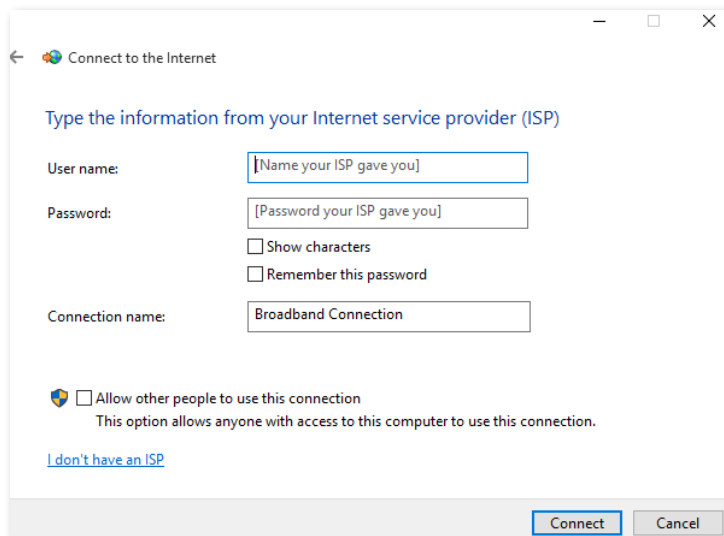 Connect to the Internet
Type the information from your Internet service provider (ISP)
User name:
[Name your ISP gave you]
Password:
[Password your ISP gave you]
Show characters
Remember this password
Connection name:
Broadband Connection
Allow other people to use this connection
This option allows anyone with access to this computer to use this connection.
I don't have an ISP
Connect
Cancel